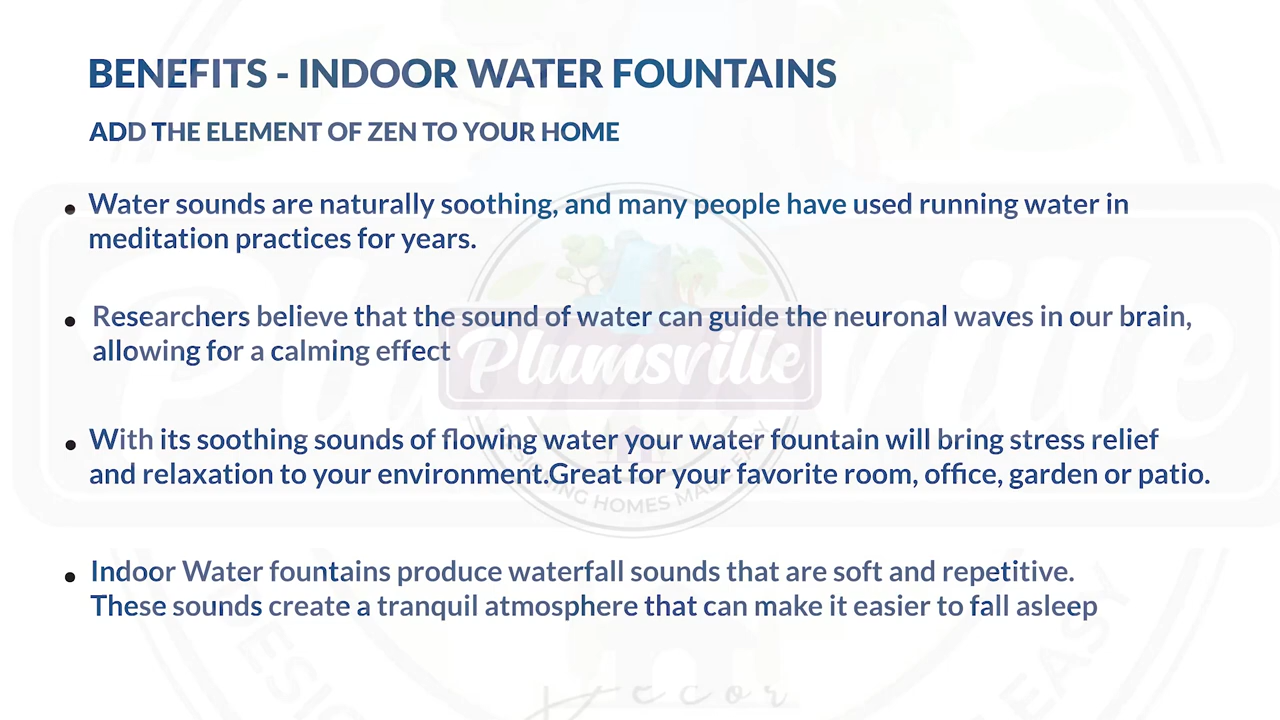 BENEFITS - INDOOR WATER FOUNTAINS
ADD THE ELEMENT OF ZEN TO YOUR HOME
• Water sounds are naturally soothing, and many people have used running water in
meditation practices for years.
• Researchers believe that the sound of water can guide the neuronal waves in our brain,
allowing for a calming effect
Plumsville
• With its soothing sounds of flowing water your water fountain will bring stress relief
and relaxation to your environment.Great for your favorite room, office, garden or patio.
DESIGNING HOMES MADE EASY
• Indoor Water fountains produce waterfall sounds that are soft and repetitive.
These sounds create a tranquil atmosphere that can make it easier to fall asleep